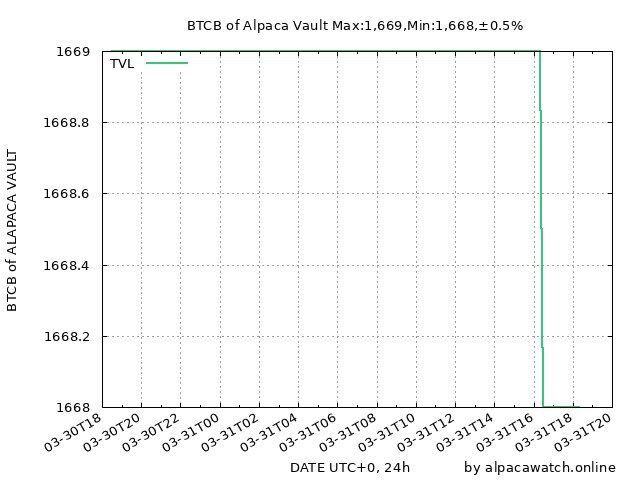 BTCB of Alpaca Vault Max:1,669,Min:1,668,±0.5%
1669
TVL
1668.8
1668.6
1668.4
1668.2
1668
BTCB of ALAPACA VAULT
03-30T18 03-30T20 03-30T22 03-31T00 03-31T02 03-31T04 03-31T06 03-31T08 03-31T10 03-31T12 03-31T14 03-31T16 03-31T18 03-31T20
DATE UTC+0, 24h by alpacawatch.online